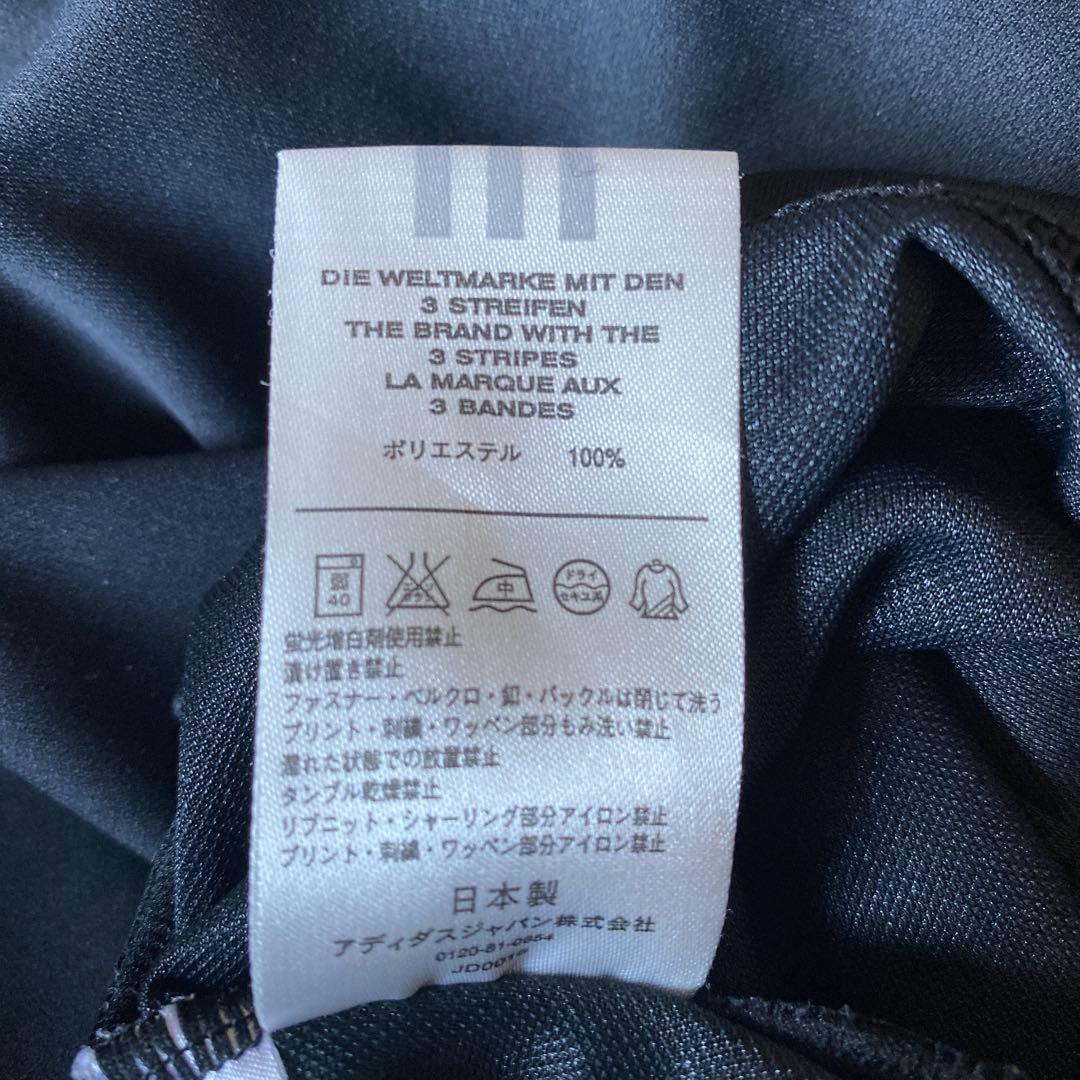 DIE WELTMARKE MIT DEN
3 STREIFEN
THE BRAND WITH THE
3 STRIPES
LA MARQUE AUX
3 BANDES
ポリエステル 100%
40
中
ドライ
セキユ系
蛍光増白剤使用禁止
漬け置き禁止
ファスナー・ベルクロ・釦・バックルは閉じて洗う
プリント・刺繍・ワッペン部分もみ洗い禁止
濡れた状態での放置禁止
タンブル乾燥禁止
リブニット・シャーリング部分アイロン禁止
プリント・刺繍・ワッペン部分アイロン禁止
日本製
アディダスジャパン株式会社
0120-81-0654